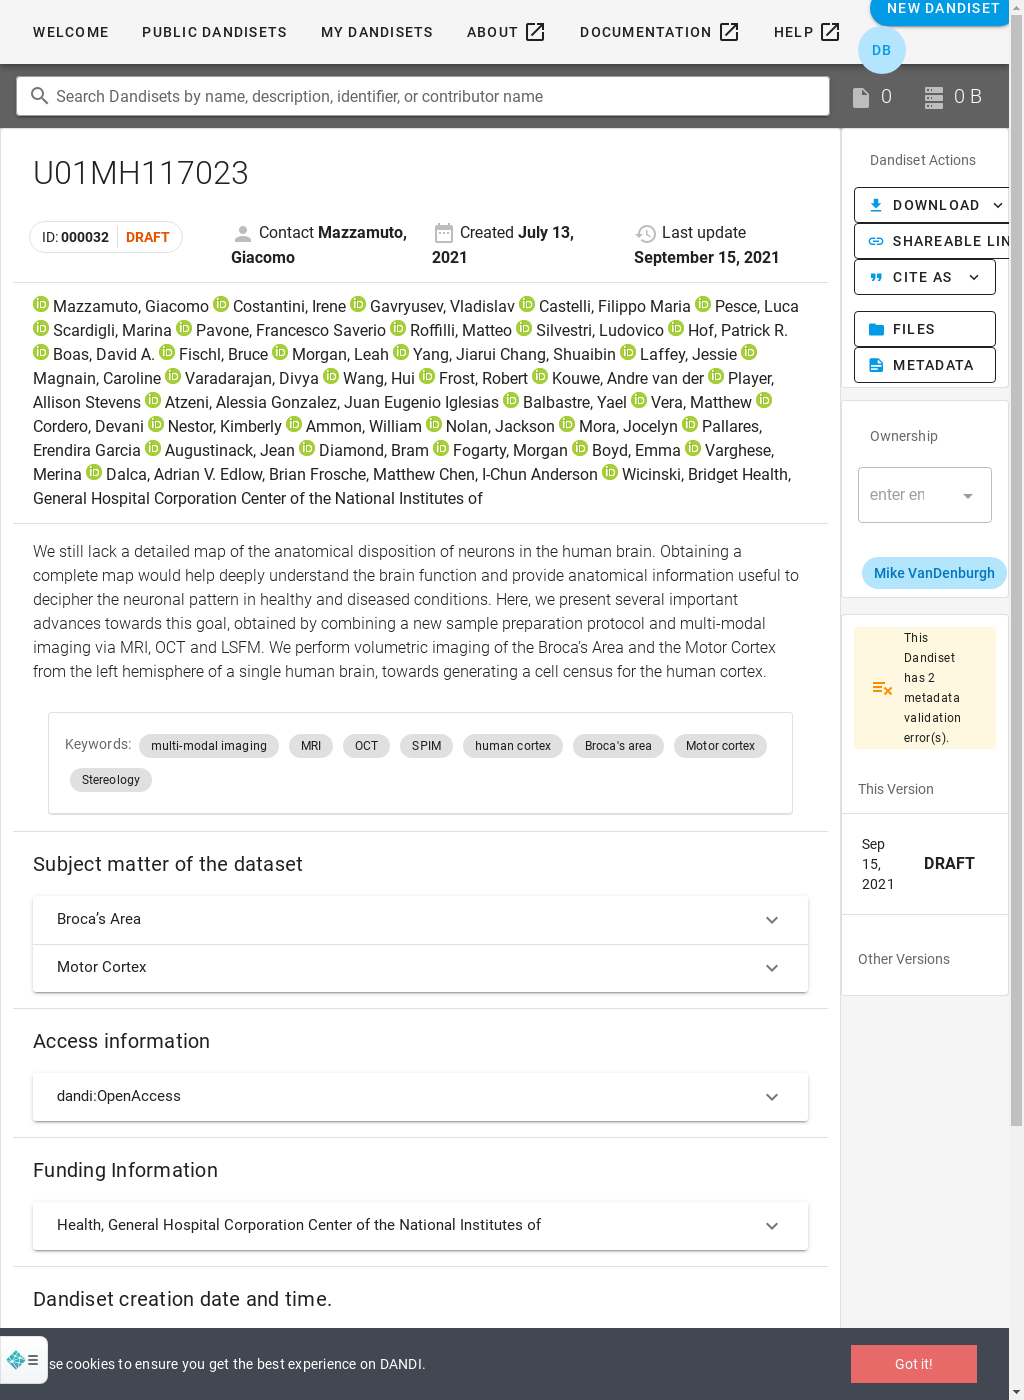 WELCOME PUBLIC DANDISETS MY DANDISETS ABOUT DOCUMENTATION HELP NEW DANDISET
DB
Search Dandisets by name, description, identifier, or contributor name 0 0 B
U01MH117023
ID: 000032 DRAFT
Contact Mazzamuto,
Giacomo
Created July 13,
2021
Last update
September 15, 2021
Mazzamuto, Giacomo Costantini, Irene Gavryusev, Vladislav Castelli, Filippo Maria Pesce, Luca
Scardigli, Marina Pavone, Francesco Saverio Roffilli, Matteo Silvestri, Ludovico Hof, Patrick R.
Boas, David A. Fischl, Bruce Morgan, Leah Yang, Jiarui Chang, Shuaibin Laffey, Jessie
Magnain, Caroline Varadarajan, Divya Wang, Hui Frost, Robert Kouwe, Andre van der Player,
Allison Stevens Atzeni, Alessia Gonzalez, Juan Eugenio Iglesias Balbastre, Yael Vera, Matthew
Cordero, Devani Nestor, Kimberly Ammon, William Nolan, Jackson Mora, Jocelyn Pallares,
Erendira Garcia Augustinack, Jean Diamond, Bram Fogarty, Morgan Boyd, Emma Varghese,
Merina Dalca, Adrian V. Edlow, Brian Frosche, Matthew Chen, I-Chun Anderson Wicinski, Bridget Health,
General Hospital Corporation Center of the National Institutes of
We still lack a detailed map of the anatomical disposition of neurons in the human brain. Obtaining a
complete map would help deeply understand the brain function and provide anatomical information useful to
decipher the neuronal pattern in healthy and diseased conditions. Here, we present several important
advances towards this goal, obtained by combining a new sample preparation protocol and multi-modal
imaging via MRI, OCT and LSFM. We perform volumetric imaging of the Broca’s Area and the Motor Cortex
from the left hemisphere of a single human brain, towards generating a cell census for the human cortex.
Keywords: multi-modal imaging MRI OCT SPIM human cortex Broca's area Motor cortex
Stereology
Subject matter of the dataset
Broca’s Area
Motor Cortex
Access information
dandi:OpenAccess
Funding Information
Health, General Hospital Corporation Center of the National Institutes of
Dandiset creation date and time.
Dandiset Actions
DOWNLOAD
SHAREABLE LIN
CITE AS
FILES
METADATA
Ownership
enter en
Mike VanDenburgh
This
Dandiset
has 2
metadata
validation
error(s).
This Version
Sep
15,
2021
DRAFT
Other Versions
se cookies to ensure you get the best experience on DANDI. Got it!